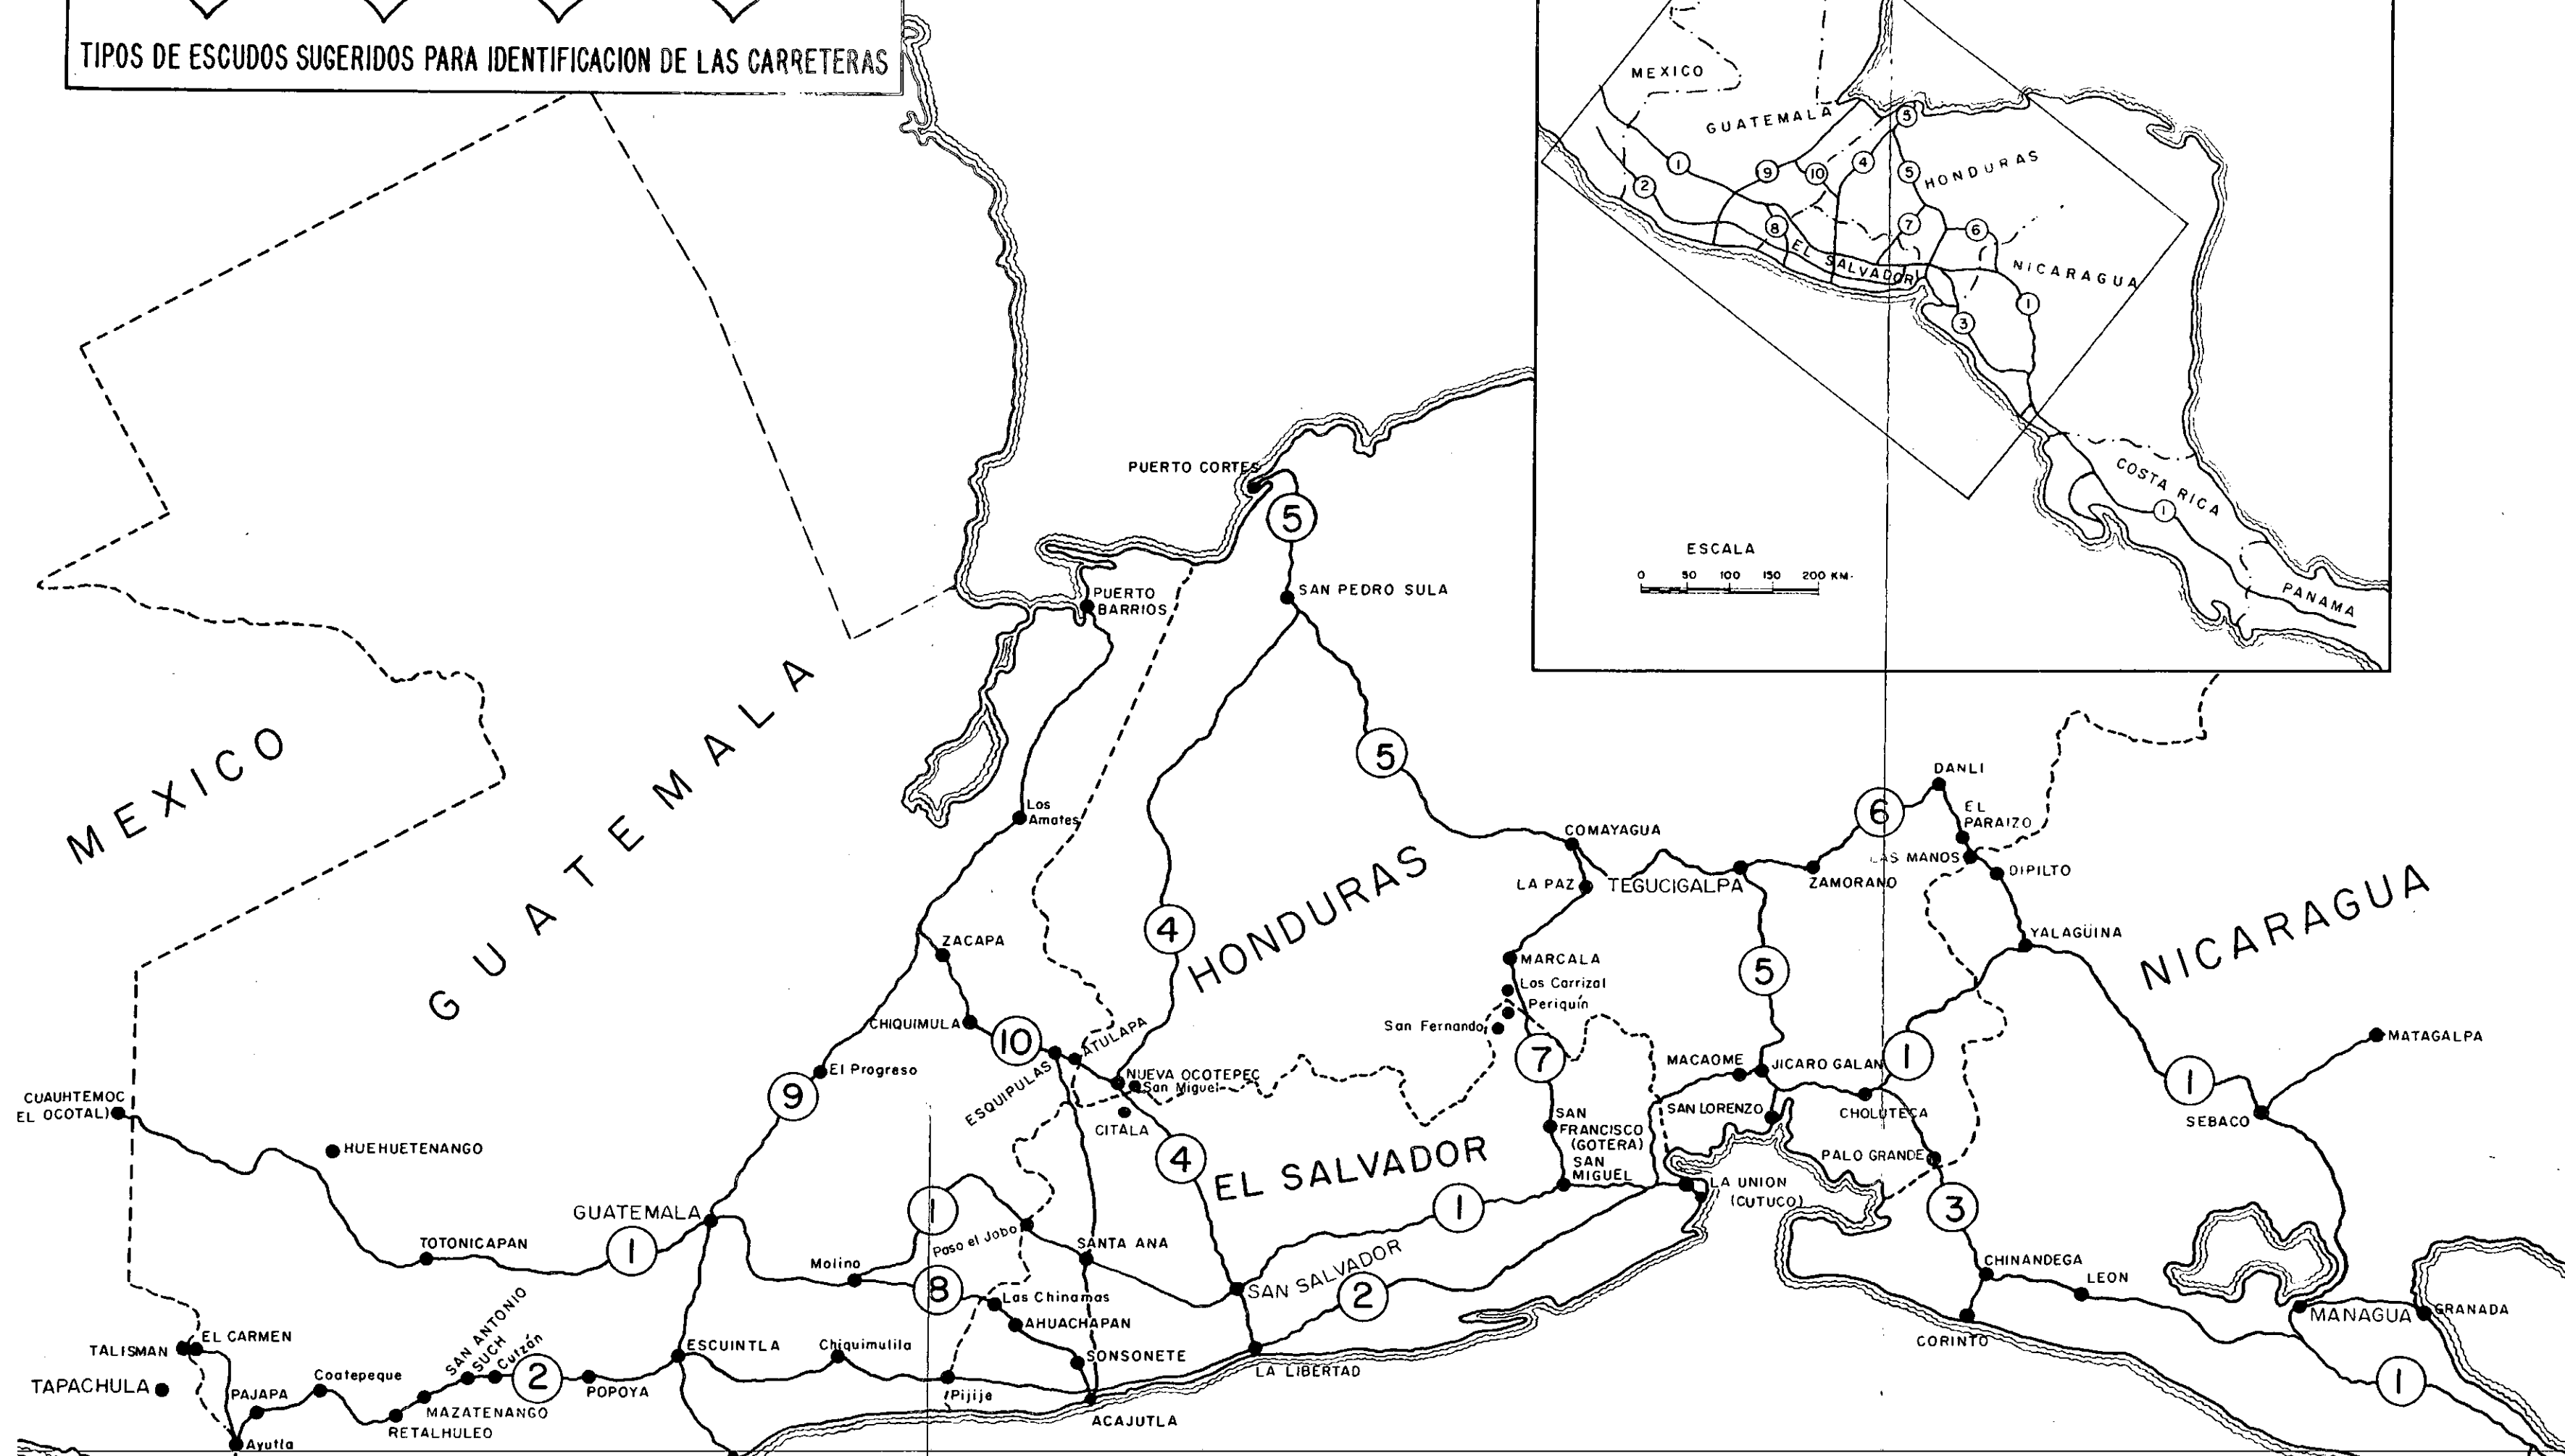 TIPOS DE ESCUDOS SUGERIDOS PARA IDENTIFICACION DE LAS CARRETERAS
MEXICO
GUATEMALA
5
1
9
10
4
5
HONDURAS
2
8
7
6
EL SALVADOR
NICARAGUA
1
3
COSTA RICA
1
PANAMA
ESCALA
0 50 100 150 200 KM.
PUERTO CORTES
5
PUERTO
BARRIOS
SAN PEDRO SULA
MEXICO
GUATEMALA
5
Los
Amates
DANLI
6
EL
PARAIZO
COMAYAGUA
LAS MANOS
DIPILTO
LA PAZ
TEGUCIGALPA
ZAMORANO
HONDURAS
NICARAGUA
4
ZACAPA
YALAGÜINA
MARCALA
5
Los Carrizal
Periquín
San Fernando
CHIQUIMULA
10
ATULAPA
7
1
MATAGALPA
El Progreso
ESQUIPULAS
NUEVA OCOTEPEC
San Miguel
MACAOME
JICARO GALAN
1
9
CUAUHTEMOC
EL OCOTAL)
CITALA
SAN
FRANCISCO
(GOTERA)
SAN LORENZO
CHOLUTECA
SEBACO
HUEHUETENANGO
4
EL SALVADOR
SAN
MIGUEL
PALO GRANDE
LA UNION
(CUTUCO)
GUATEMALA
1
1
3
TOTONICAPAN
1
Paso el Jobo
SANTA ANA
Molino
8
SAN SALVADOR
2
CHINANDEGA
LEON
Las Chinamas
AHUACHAPAN
MANAGUA
GRANADA
TALISMAN
EL CARMEN
SAN ANTONIO
SUCH
Cutzán
ESCUINTLA
Chiquimulila
SONSONETE
LA LIBERTAD
CORINTO
TAPACHULA
PAJAPA
Coatepeque
2
POPOYA
Pijije
1
MAZATENANGO
RETALHULEO
ACAJUTLA
Ayutla